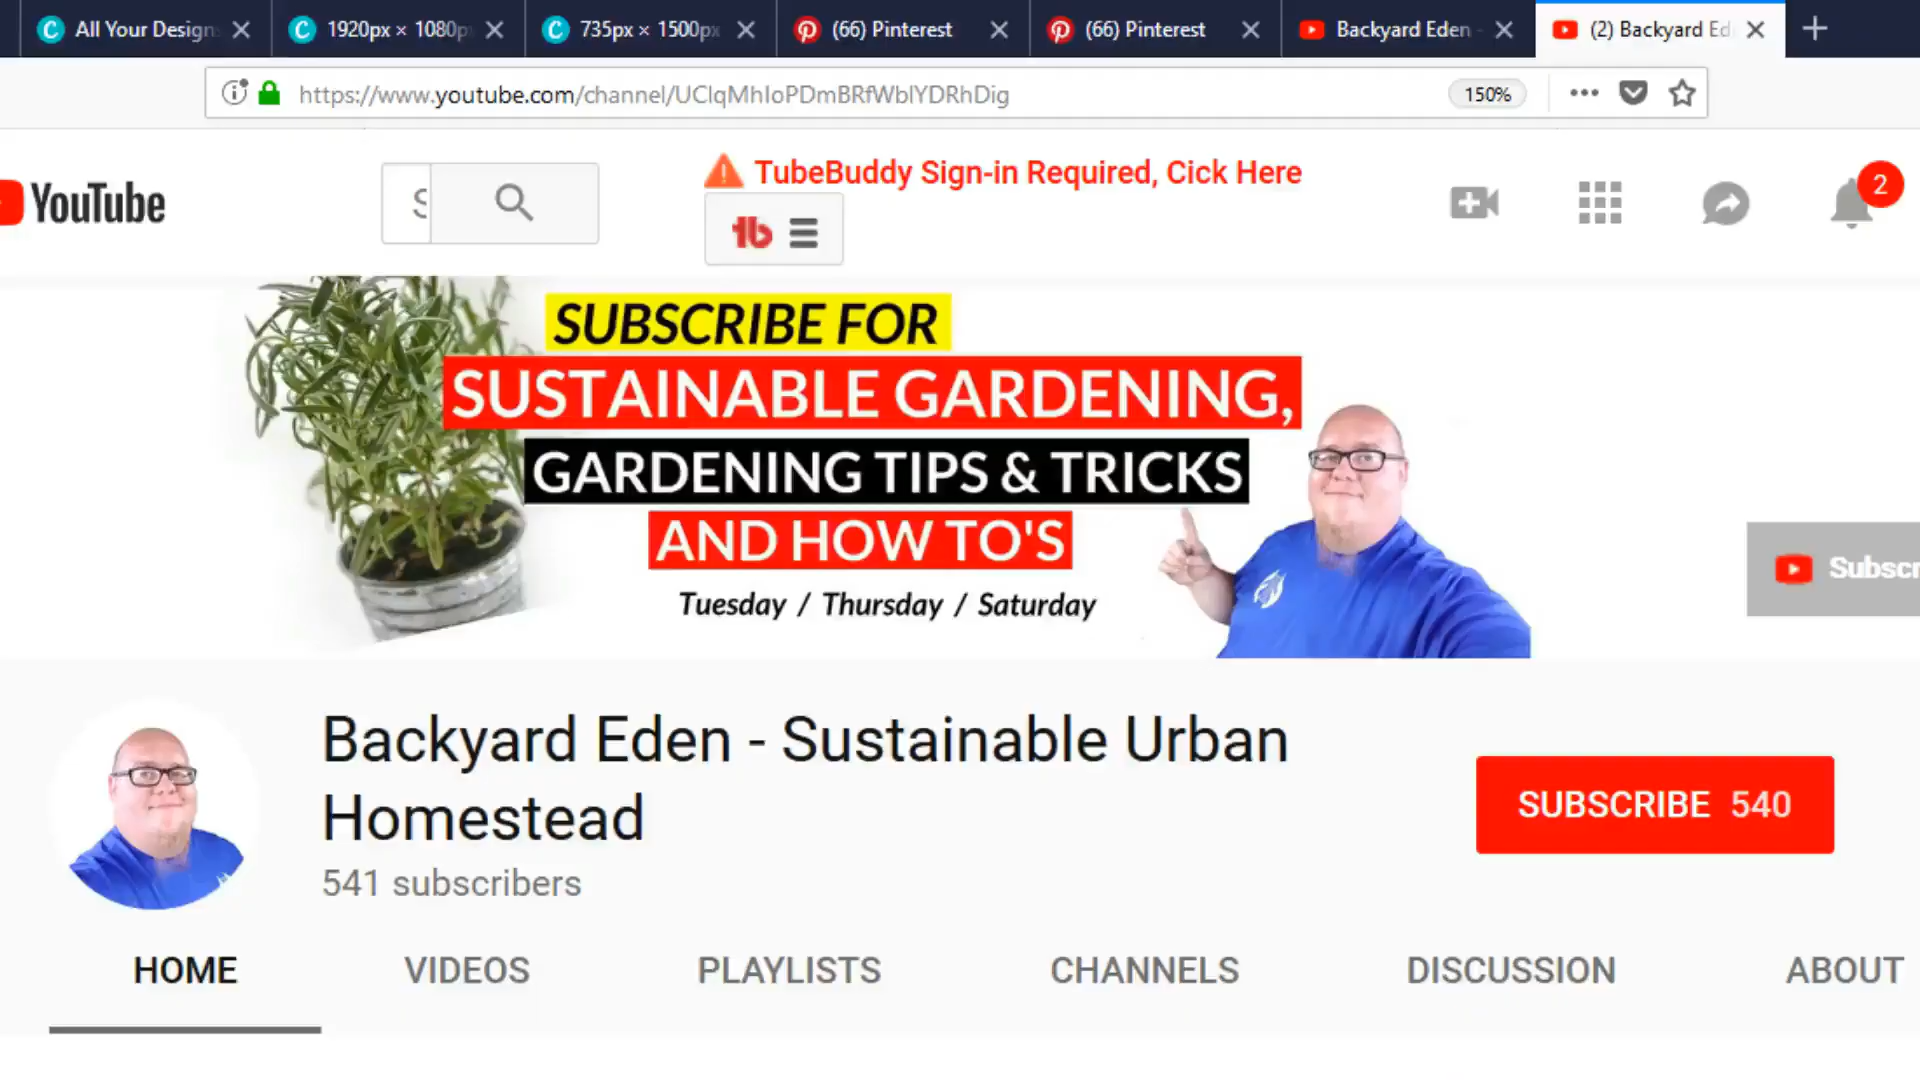 All Your Design
1920px × 1080p
735px × 1500px
(66) Pinterest
(66) Pinterest
Backyard Eden -
(2) Backyard Ed
https://www.youtube.com/channel/UClqMhIoPDmBRfWblYDRhDig
150%
YouTube
S
TubeBuddy Sign-in Required, Cick Here
tb
2
SUBSCRIBE FOR
SUSTAINABLE GARDENING,
GARDENING TIPS & TRICKS
AND HOW TO'S
Tuesday / Thursday / Saturday
Subscr
Backyard Eden - Sustainable Urban
Homestead
541 subscribers
SUBSCRIBE 540
HOME
VIDEOS
PLAYLISTS
CHANNELS
DISCUSSION
ABOUT